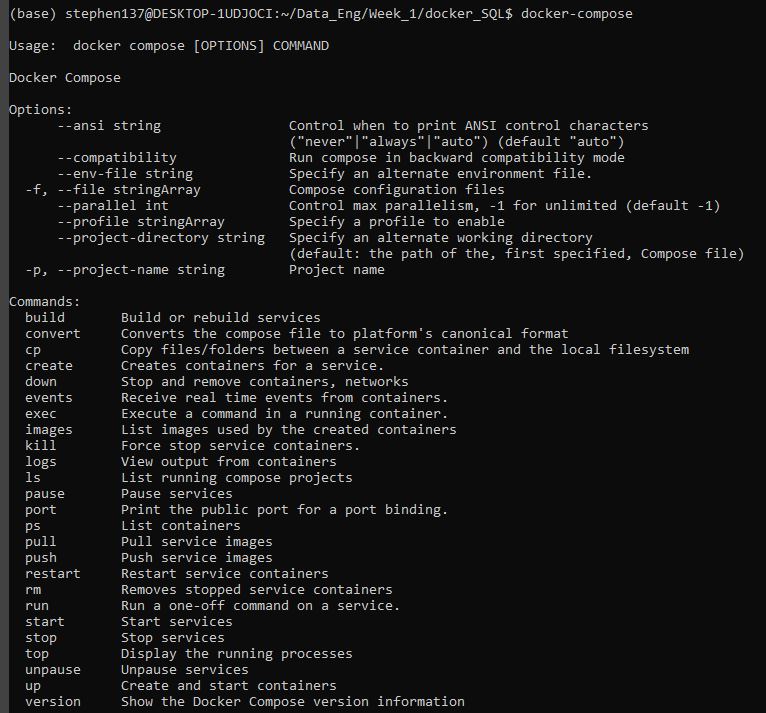 (base) stephen137@DESKTOP-1UDJOCI:~/Data_Eng/Week_1/docker_SQL$ docker-compose
Usage:  docker compose [OPTIONS] COMMAND
Docker Compose
Options:
      --ansi string                Control when to print ANSI control characters
                                   ("never"|"always"|"auto") (default "auto")
      --compatibility              Run compose in backward compatibility mode
      --env-file string            Specify an alternate environment file.
  -f, --file stringArray           Compose configuration files
      --parallel int               Control max parallelism, -1 for unlimited (default -1)
      --profile stringArray        Specify a profile to enable
      --project-directory string   Specify an alternate working directory
                                   (default: the path of the, first specified, Compose file)
  -p, --project-name string        Project name
Commands:
  build       Build or rebuild services
  convert     Converts the compose file to platform's canonical format
  cp          Copy files/folders between a service container and the local filesystem
  create      Creates containers for a service.
  down        Stop and remove containers, networks
  events      Receive real time events from containers.
  exec        Execute a command in a running container.
  images      List images used by the created containers
  kill        Force stop service containers.
  logs        View output from containers
  ls          List running compose projects
  pause       Pause services
  port        Print the public port for a port binding.
  ps          List containers
  pull        Pull service images
  push        Push service images
  restart     Restart service containers
  rm          Removes stopped service containers
  run         Run a one-off command on a service.
  start       Start services
  stop        Stop services
  top         Display the running processes
  unpause     Unpause services
  up          Create and start containers
  version     Show the Docker Compose version information